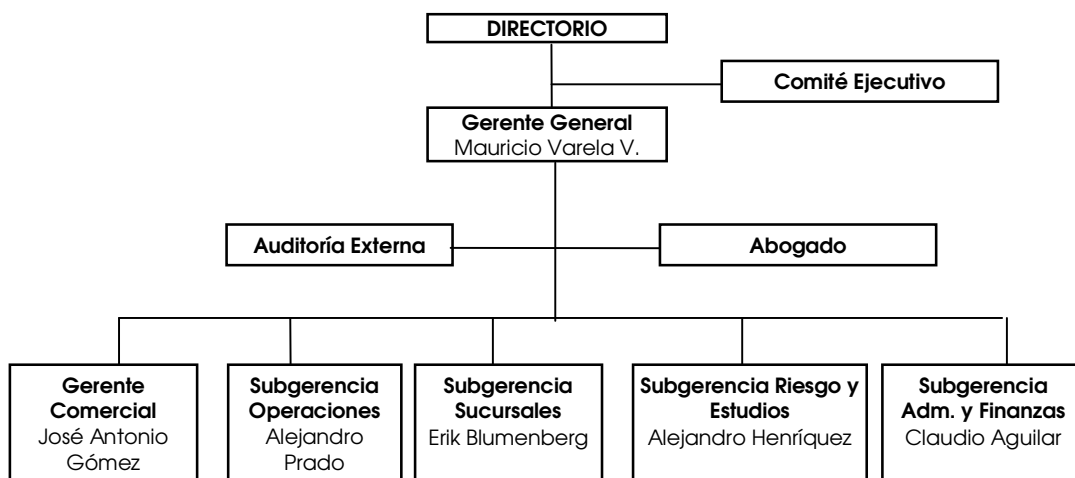 DIRECTORIO
Comité Ejecutivo
Gerente General
Mauricio Varela V.
Auditoría Externa
Abogado
Gerente
Comercial
José Antonio
Gómez
Subgerencia
Operaciones
Alejandro
Prado
Subgerencia
Sucursales
Erik Blumenberg
Subgerencia Riesgo y
Estudios
Alejandro Henríquez
Subgerencia
Adm. y Finanzas
Claudio Aguilar